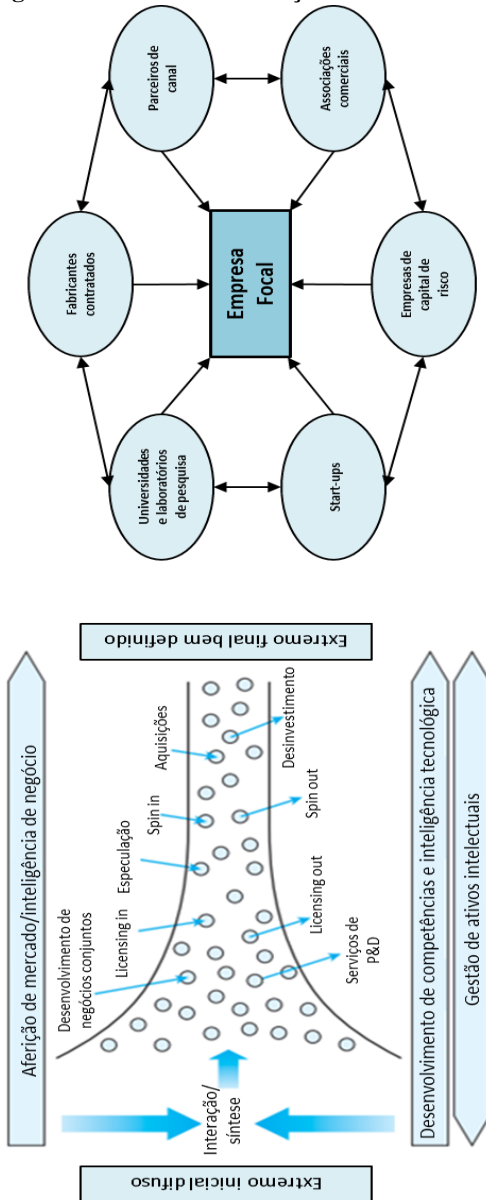 Aferição de mercado/inteligência de negócio
Extremo inicial difuso
Interação/
síntese
Desenvolvimento de
negócios conjuntos
Licensing in
Especulação
Spin in
Aquisições
Serviços de
P&D
Licensing out
Spin out
Desinvestimento
Extremo final bem definido
Desenvolvimento de competências e inteligência tecnológica
Gestão de ativos intelectuais
Fabricantes
contratados
Universidades
e laboratórios
de pesquisa
Parceiros de
canal
Empresa
Focal
Start-ups
Associações
comerciais
Empresas de
capital de
risco